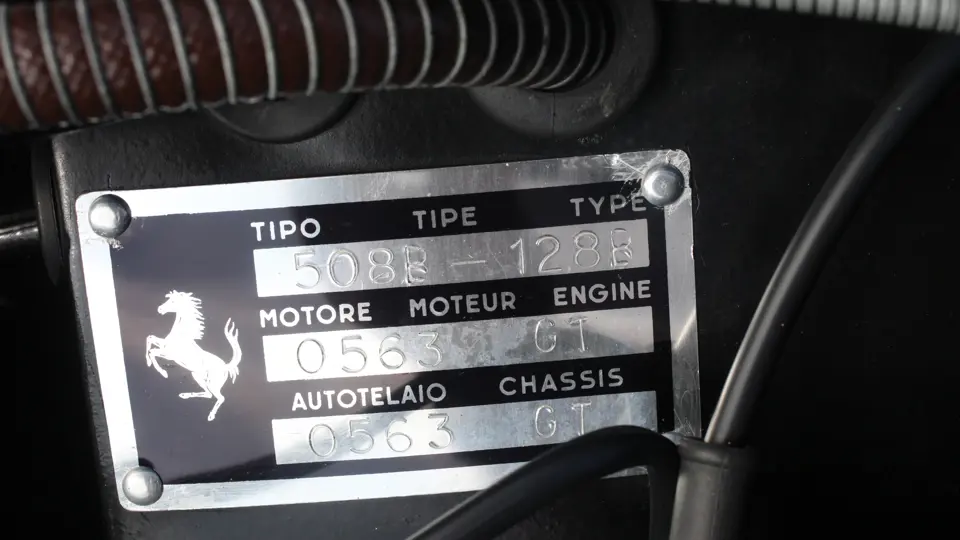 TIPO TIPE TYPE
508B - 128B
MOTORE MOTEUR ENGINE
0563 GT
AUTOTELAIO CHASSIS
0563 GT